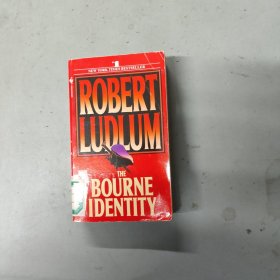 1
NEW YORK TIMES BESTSELLER
ROBERT
LUDLUM
THE
BOURNE
IDENTITY